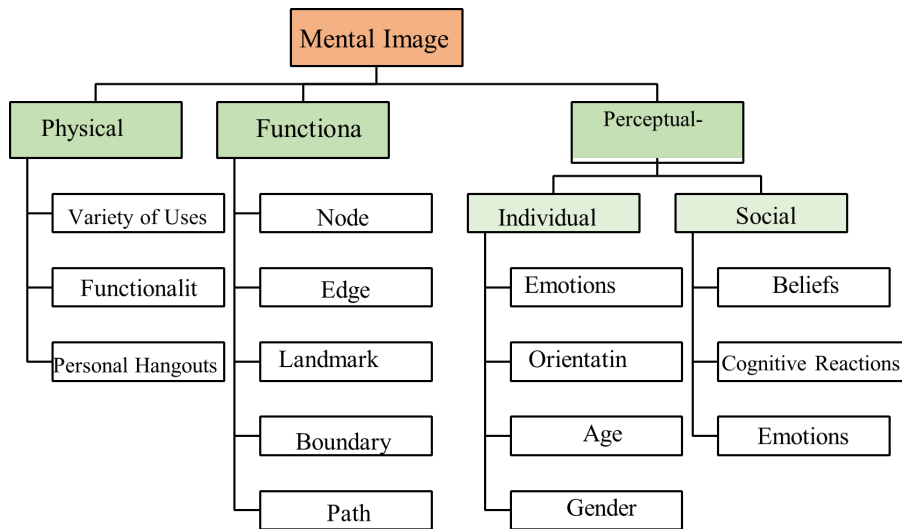 Mental Image
Physical
Functiona
Perceptual-
Variety of Uses
Functionalit
Personal Hangouts
Node
Edge
Landmark
Boundary
Path
Individual
Social
Emotions
Orientatin
Age
Gender
Beliefs
Cognitive Reactions
Emotions